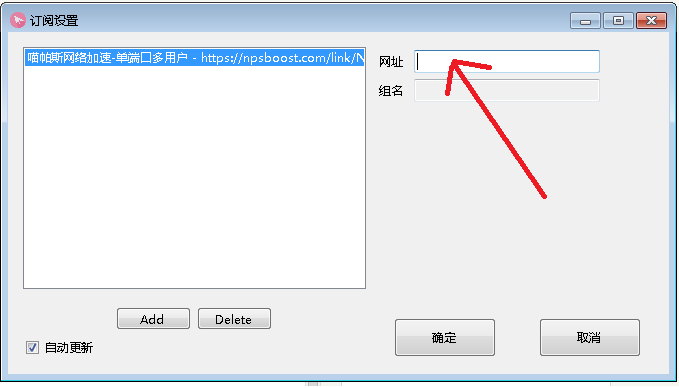 订阅设置
喵帕斯网络加速-单端口多用户 - https://npsboost.com/link/N
网址
组名
Add
Delete
自动更新
确定
取消